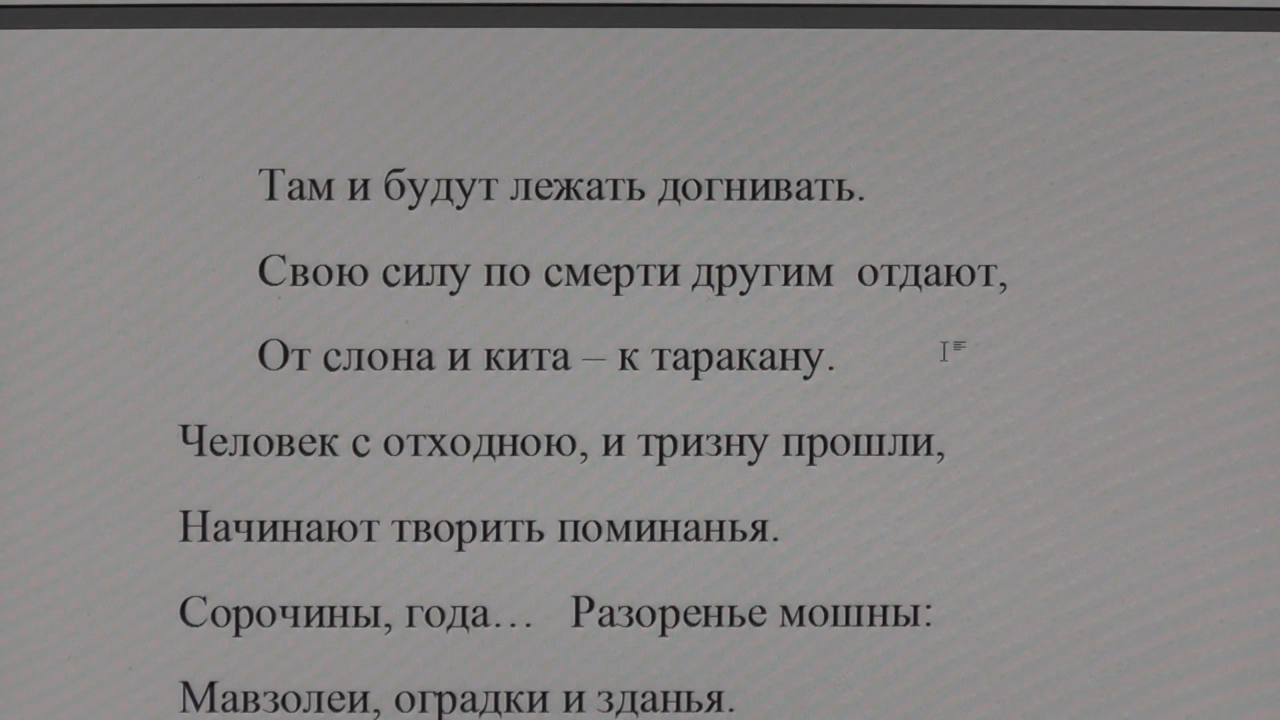 Там и будут лежать догнивать.
Свою силу по смерти другим  отдают,
От слона и кита – к таракану.
Человек с отходною, и тризну прошли,
Начинают творить поминанья.
Сорочины, года…   Разоренье мошны:
Мавзолеи, оградки и зданья.